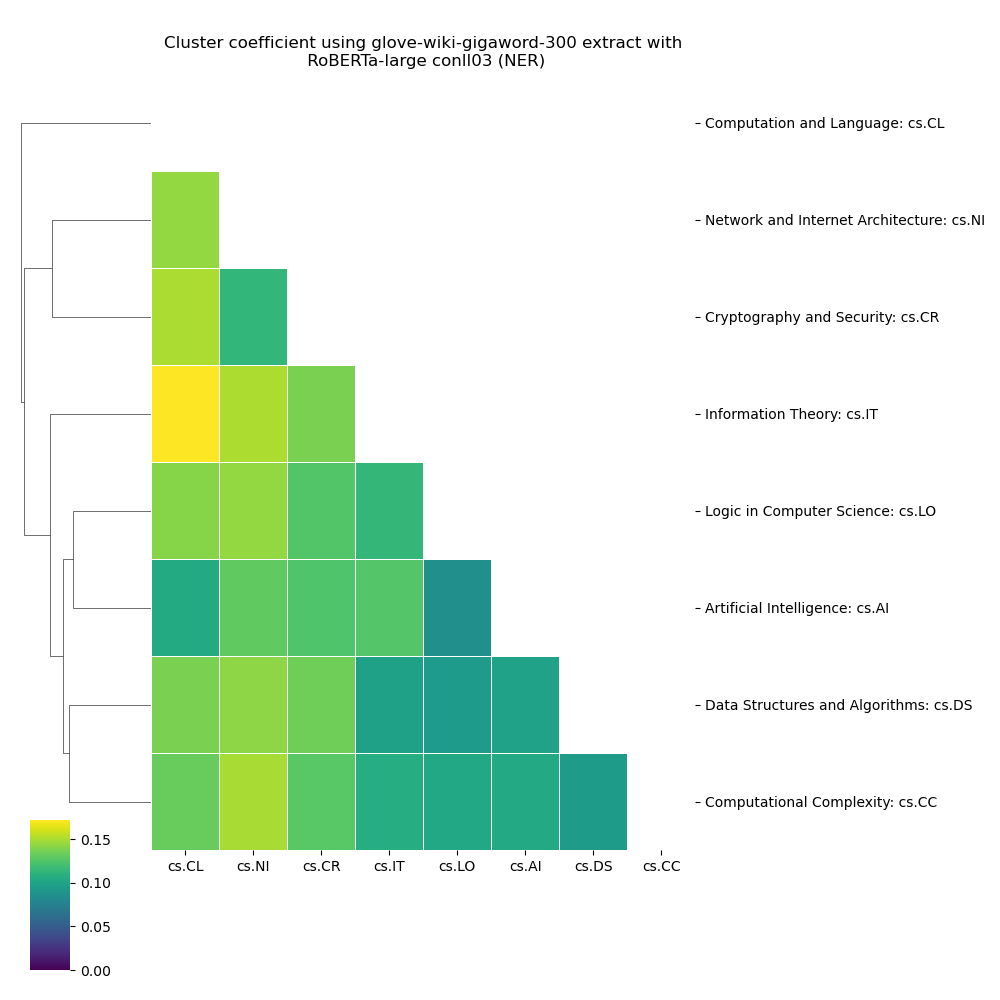 Cluster coefficient using glove-wiki-gigaword-300 extract with
RoBERTa-large conll03 (NER)
Computation and Language: cs.CL
Network and Internet Architecture: cs.NI
Cryptography and Security: cs.CR
Information Theory: cs.IT
Logic in Computer Science: cs.LO
Artificial Intelligence: cs.AI
Data Structures and Algorithms: cs.DS
Computational Complexity: cs.CC
cs.CL cs.NI cs.CR cs.IT cs.LO cs.AI cs.DS cs.CC
0.15
0.10
0.05
0.00